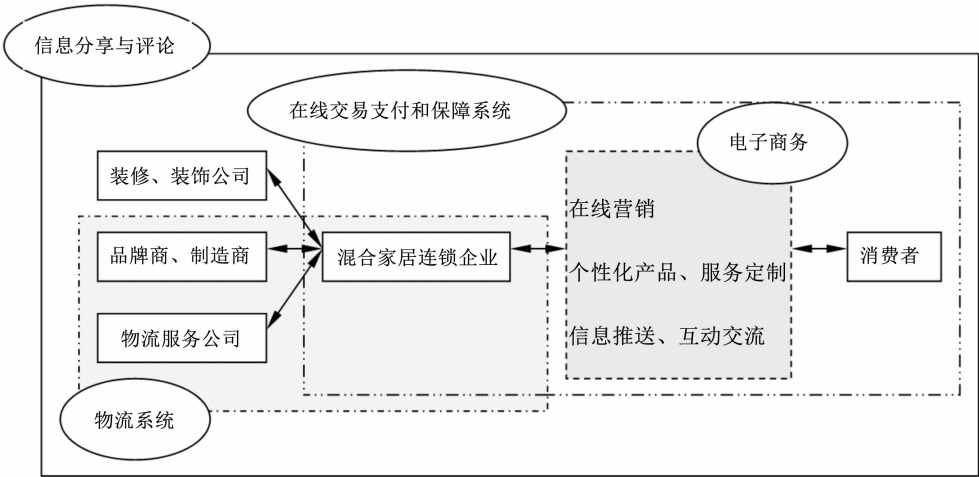 信息分享与评论
在线交易支付和保障系统
电子商务
装修、装饰公司
在线营销
品牌商、制造商
混合家居连锁企业
消费者
个性化产品、服务定制
物流服务公司
信息推送、互动交流
物流系统